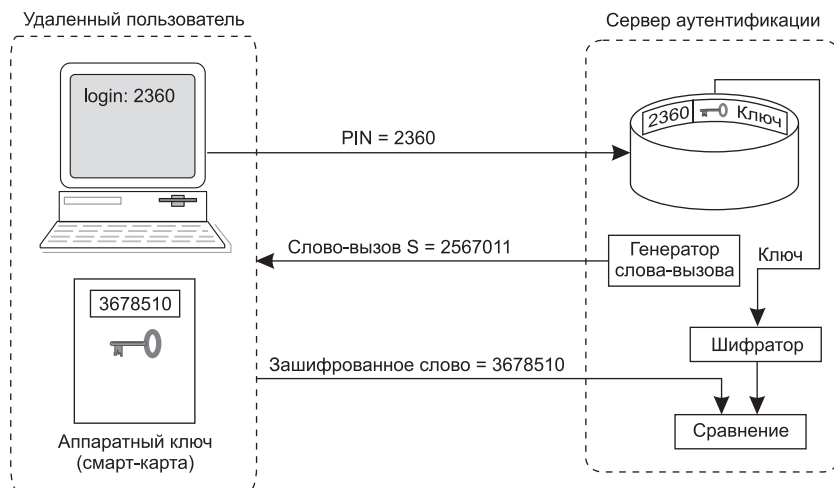 Удаленный пользователь
Сервер аутентификации
login: 2360
2360 Ключ
PIN = 2360
Слово-вызов S = 2567011
Генератор
слова-вызова
Ключ
3678510
Шифратор
Зашифрованное слово = 3678510
Сравнение
Аппаратный ключ
(смарт-карта)